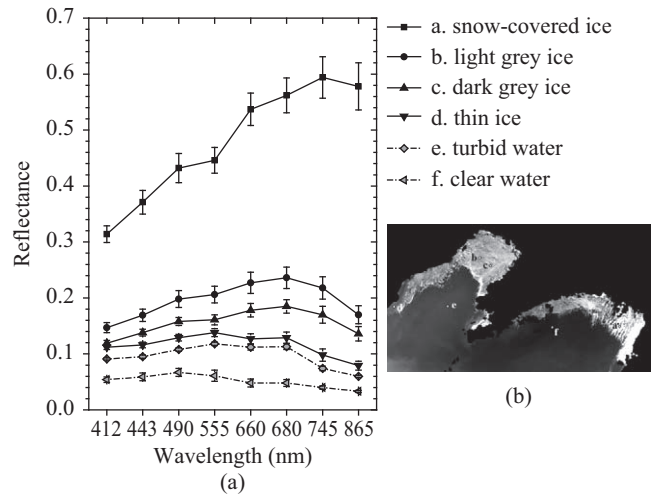 0.7
0.6
0.5
0.4
0.3
0.2
0.1
0.0
Reflectance
412 443 490 555 660 680 745 865
Wavelength (nm)
(a)
a. snow-covered ice
b. light grey ice
c. dark grey ice
d. thin ice
e. turbid water
f. clear water
b
c
e
f
(b)